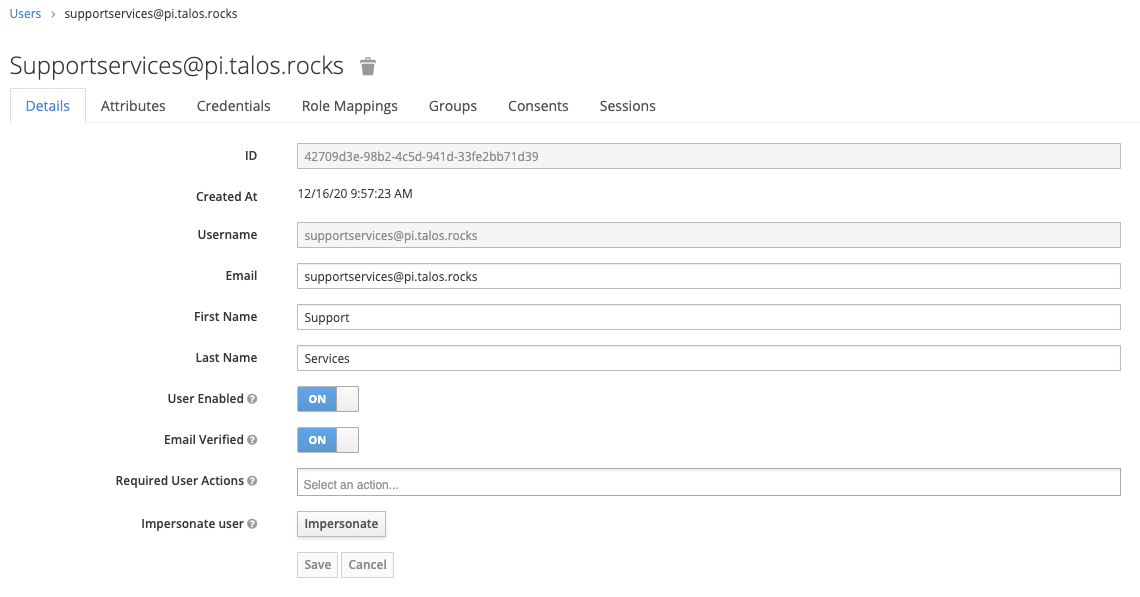 Users › supportservices@pi.talos.rocks
Supportservices@pi.talos.rocks
Details Attributes Credentials Role Mappings Groups Consents Sessions
ID 42709d3e-98b2-4c5d-941d-33fe2bb71d39
Created At 12/16/20 9:57:23 AM
Username supportservices@pi.talos.rocks
Email supportservices@pi.talos.rocks
First Name Support
Last Name Services
User Enabled ? ON
Email Verified ? ON
Required User Actions ? Select an action...
Impersonate user ? Impersonate
Save Cancel